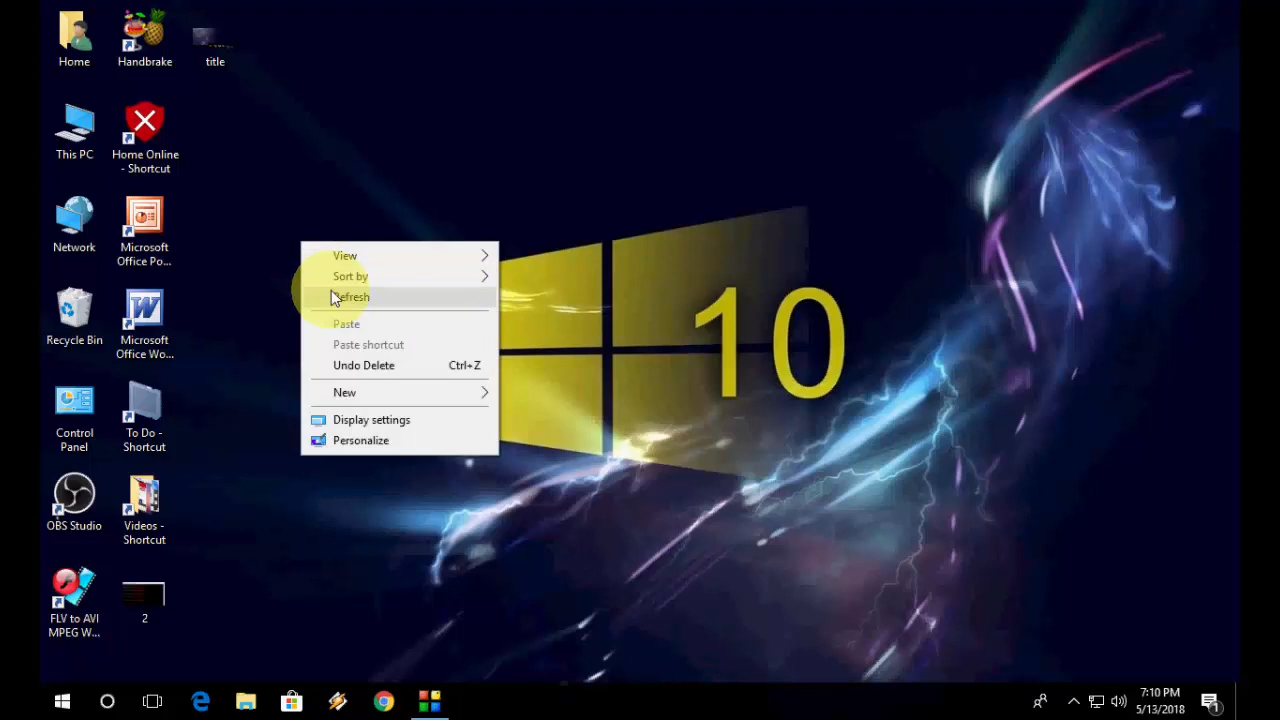 Home
Handbrake
title
This PC
Home Online
- Shortcut
Network
Microsoft
Office Po...
Recycle Bin
Microsoft
Office Wo...
Control
Panel
To Do -
Shortcut
OBS Studio
Videos -
Shortcut
FLV to AVI
MPEG W...
2
View
Sort by
Refresh
Paste
Paste shortcut
Undo Delete Ctrl+Z
New
Display settings
Personalize
10
7:10 PM
5/13/2018
1